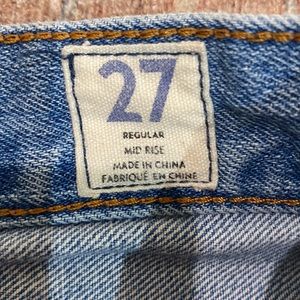 27
REGULAR
MID RISE
MADE IN CHINA
FABRIQUÉ EN CHINE